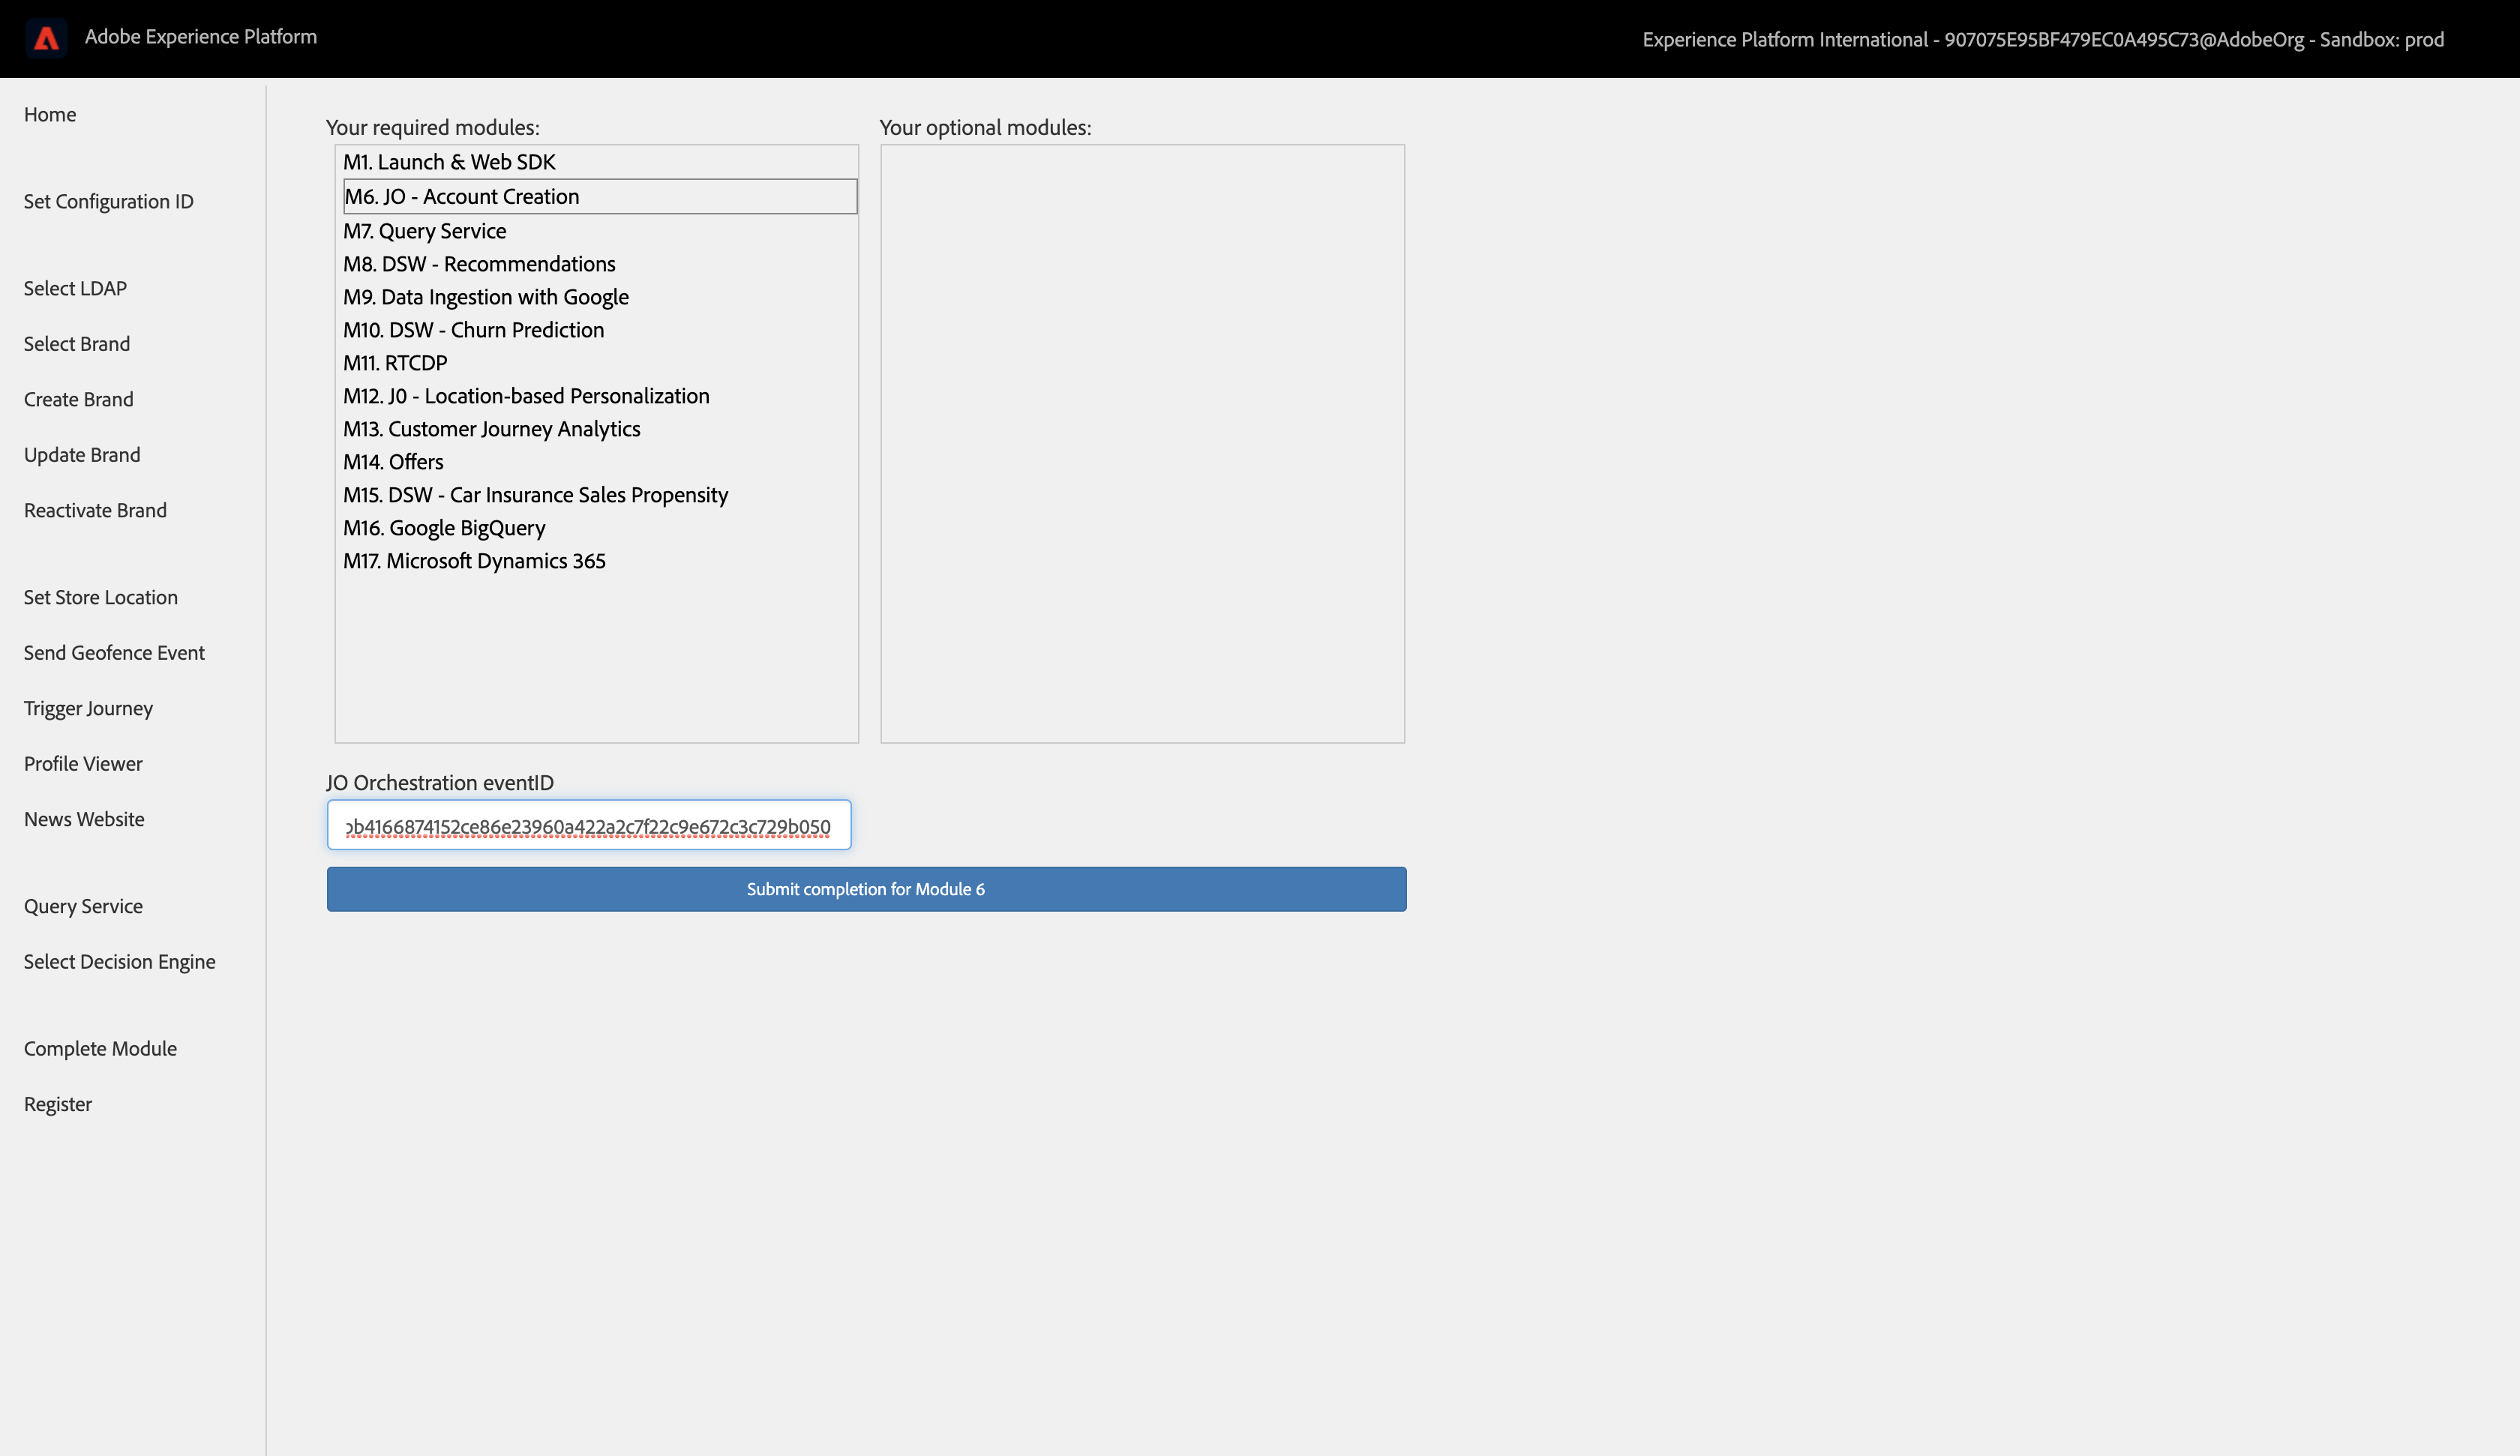 Adobe Experience Platform
Experience Platform International - 907075E95BF479EC0A495C73@AdobeOrg - Sandbox: prod
Home
Set Configuration ID
Select LDAP
Select Brand
Create Brand
Update Brand
Reactivate Brand
Set Store Location
Send Geofence Event
Trigger Journey
Profile Viewer
News Website
Query Service
Select Decision Engine
Complete Module
Register
Your required modules:
M1. Launch & Web SDK
M6. JO - Account Creation
M7. Query Service
M8. DSW - Recommendations
M9. Data Ingestion with Google
M10. DSW - Churn Prediction
M11. RTCDP
M12. J0 - Location-based Personalization
M13. Customer Journey Analytics
M14. Offers
M15. DSW - Car Insurance Sales Propensity
M16. Google BigQuery
M17. Microsoft Dynamics 365
Your optional modules:
JO Orchestration eventID
b4166874152ce86e23960a422a2c7f22c9e672c3c729b050
Submit completion for Module 6